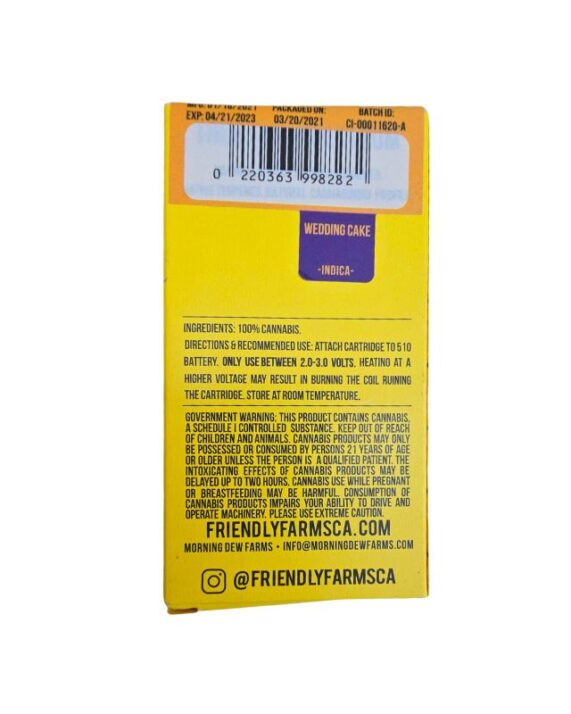 MFG: 01/18/2021 PACKAGED ON: BATCH ID:
EXP: 04/21/2023 03/20/2021 CI-00011620-A
0 220363 998282
WEDDING CAKE
-INDICA-
INGREDIENTS: 100% CANNABIS.
DIRECTIONS & RECOMMENDED USE: ATTACH CARTRIDGE TO 510
BATTERY. ONLY USE BETWEEN 2.0-3.0 VOLTS. HEATING AT A
HIGHER VOLTAGE MAY RESULT IN BURNING THE COIL RUINING
THE CARTRIDGE. STORE AT ROOM TEMPERATURE.
GOVERNMENT WARNING: THIS PRODUCT CONTAINS CANNABIS,
A SCHEDULE I CONTROLLED SUBSTANCE. KEEP OUT OF REACH
OF CHILDREN AND ANIMALS. CANNABIS PRODUCTS MAY ONLY
BE POSSESSED OR CONSUMED BY PERSONS 21 YEARS OF AGE
OR OLDER UNLESS THE PERSON IS A QUALIFIED PATIENT. THE
INTOXICATING EFFECTS OF CANNABIS PRODUCTS MAY BE
DELAYED UP TO TWO HOURS. CANNABIS USE WHILE PREGNANT
OR BREASTFEEDING MAY BE HARMFUL. CONSUMPTION OF
CANNABIS PRODUCTS IMPAIRS YOUR ABILITY TO DRIVE AND
OPERATE MACHINERY. PLEASE USE EXTREME CAUTION.
FRIENDLYFARMSCA.COM
MORNING DEW FARMS • INFO@MORNINGDEWFARMS.COM
@FRIENDLYFARMSCA